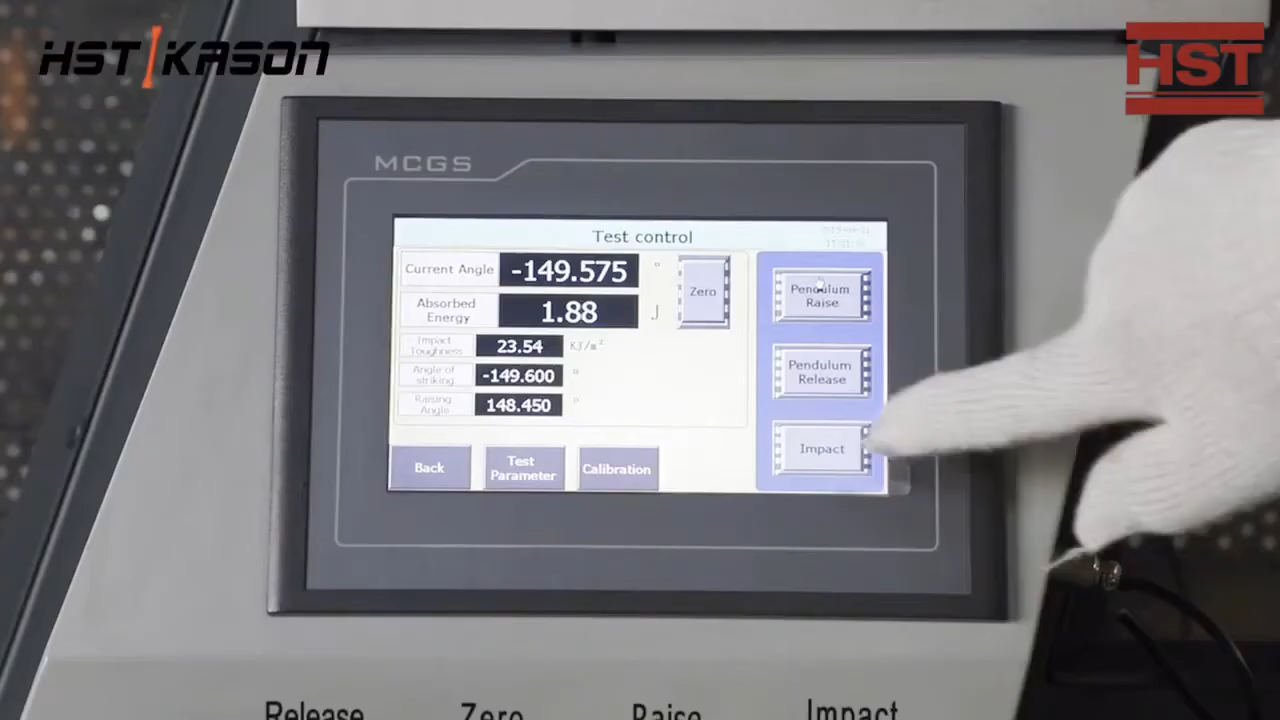 HST KASON
HST
MCGS
Test control
Current Angle -149.575 °
Zero
Absorbed
Energy
1.88 J
Impact
Toughness
23.54 KJ/m²
Angle of
striking
-149.600 °
Raising
Angle
148.450 °
Pendulum
Raise
Pendulum
Release
Impact
Back
Test
Parameter
Calibration
Release Zero Raise Impact